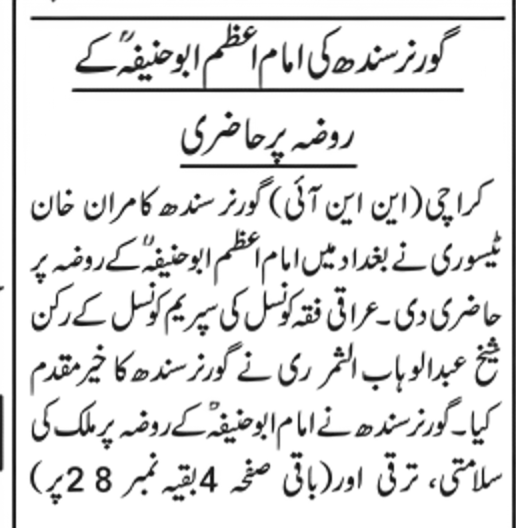 گورنر سندھ کی امام اعظم ابوحنیفہؒ کے
روضہ پر حاضری
کراچی (این این آئی) گورنر سندھ کامران خان
ٹیسوری نے بغداد میں امام اعظم ابوحنیفہؒ کے روضہ پر
حاضری دی۔ عراقی فقہ کونسل کی سپریم کونسل کے رکن
شیخ عبدالوہاب الشمر ری نے گورنر سندھ کا خیر مقدم
کیا۔ گورنر سندھ نے امام ابوحنیفہؒ کے روضہ پر ملک کی
سلامتی، ترقی اور (باقی صفحہ 4 بقیہ نمبر 28 پر)